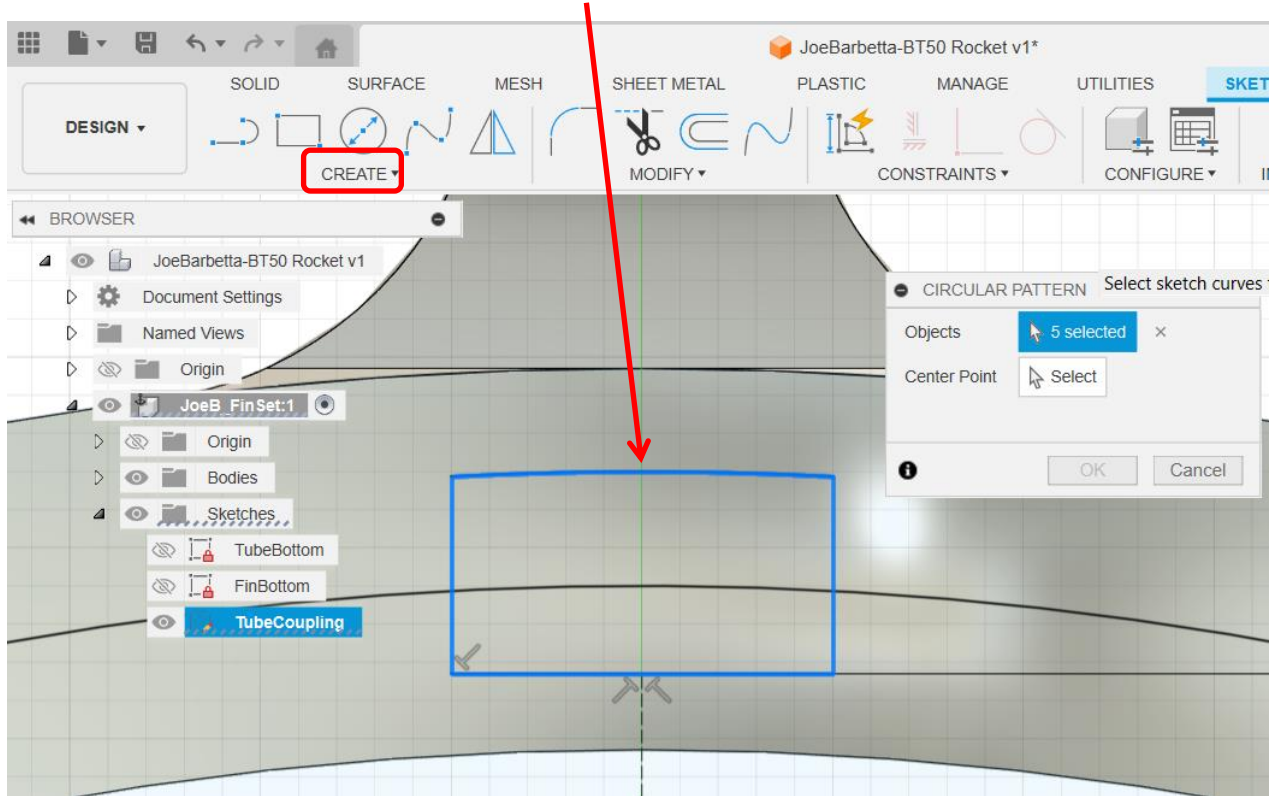 JoeBarbetta-BT50 Rocket v1*
SOLID SURFACE MESH SHEET METAL PLASTIC MANAGE UTILITIES SKET
DESIGN
CREATE MODIFY CONSTRAINTS CONFIGURE
BROWSER
JoeBarbetta-BT50 Rocket v1
Document Settings
Named Views
Origin
JoeB_FinSet:1
Origin
Bodies
Sketches
TubeBottom
FinBottom
TubeCoupling
CIRCULAR PATTERN Select sketch curves
Objects 5 selected
Center Point Select
OK Cancel